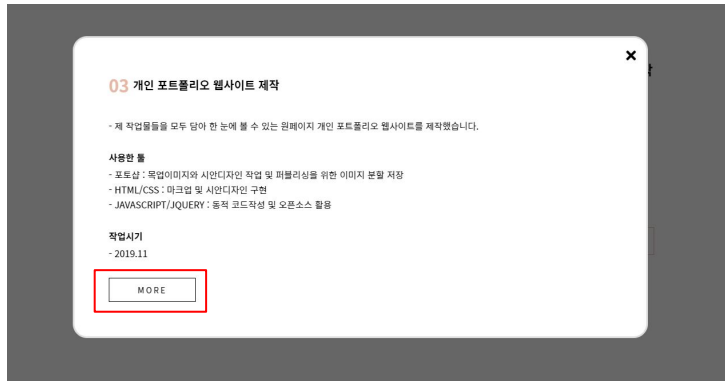 03 개인 포트폴리오 웹사이트 제작
- 제 작업물들을 모두 담아 한 눈에 볼 수 있는 원페이지 개인 포트폴리오 웹사이트를 제작했습니다.
사용한 툴
- 포토샵 : 목업이미지와 시안디자인 작업 및 퍼블리싱을 위한 이미지 분할 저장
- HTML/CSS : 마크업 및 시안디자인 구현
- JAVASCRIPT/JQUERY : 동적 코드작성 및 오픈소스 활용
작업시기
- 2019.11
MORE